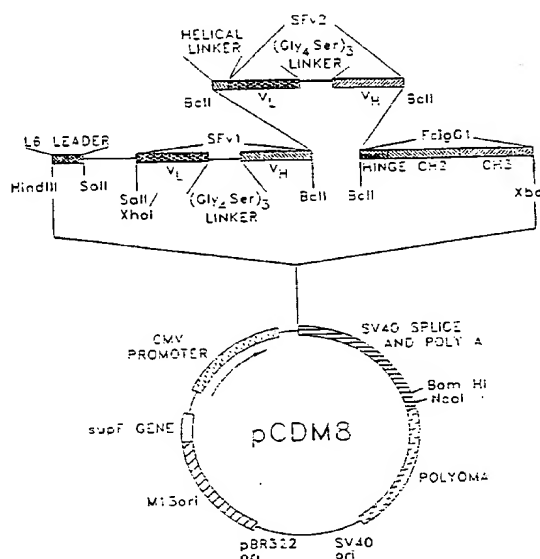 SFv2
HELICAL
LINKER
(Gly4 Ser)3
LINKER
BclI
VL
VH
BclI
L6 LEADER
SFv1
FcIgG1
HindIII
SalI
SalI/
XhoI
VL
(Gly4 Ser)3
LINKER
VH
BclI
HINGE
CH2
CH3
BclI
CMV
PROMOTER
SV40 SPLICE
AND POLY A
Bam HI
NcoI
supF GENE
pCDM8
POLYOMA
M13ori
pBR322
ori
SV40
ori